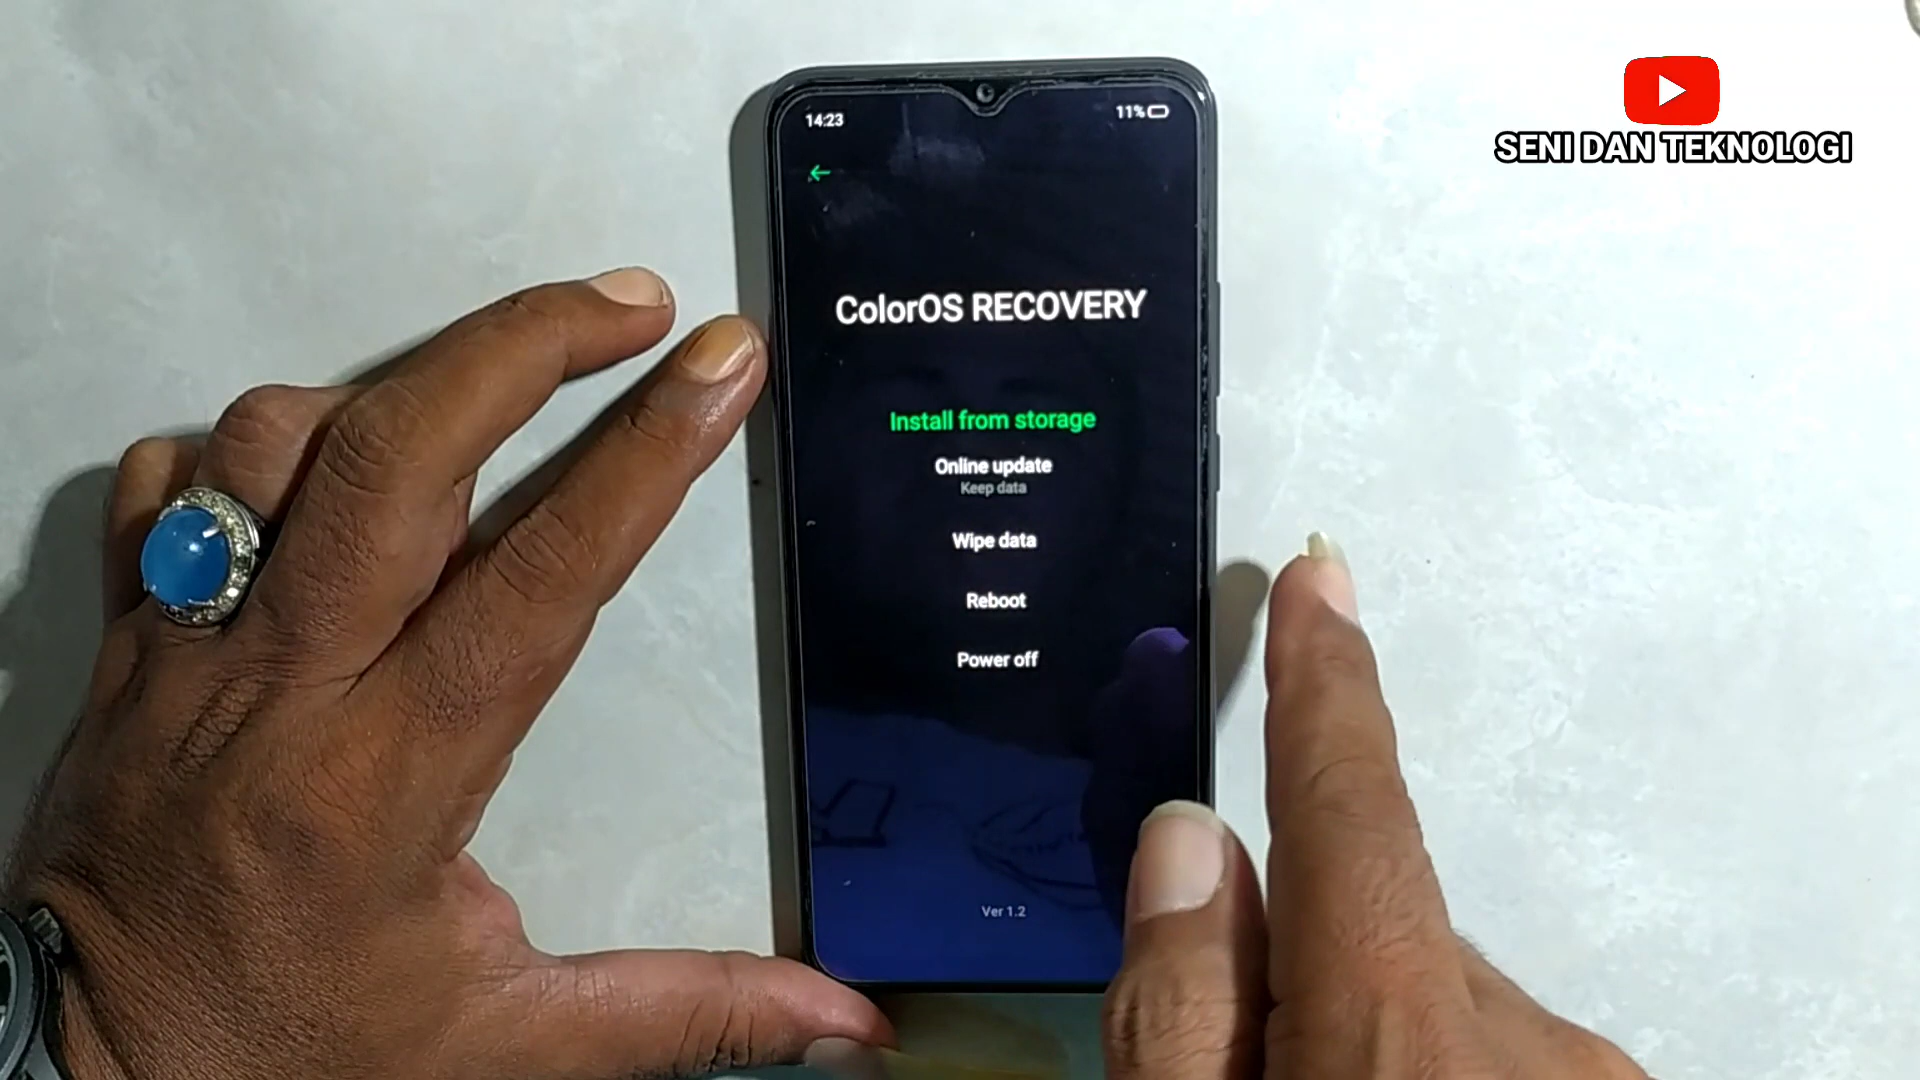 SENI DAN TEKNOLOGI
14:23
11%
ColorOS RECOVERY
Install from storage
Online update
Keep data
Wipe data
Reboot
Power off
Ver 1.2